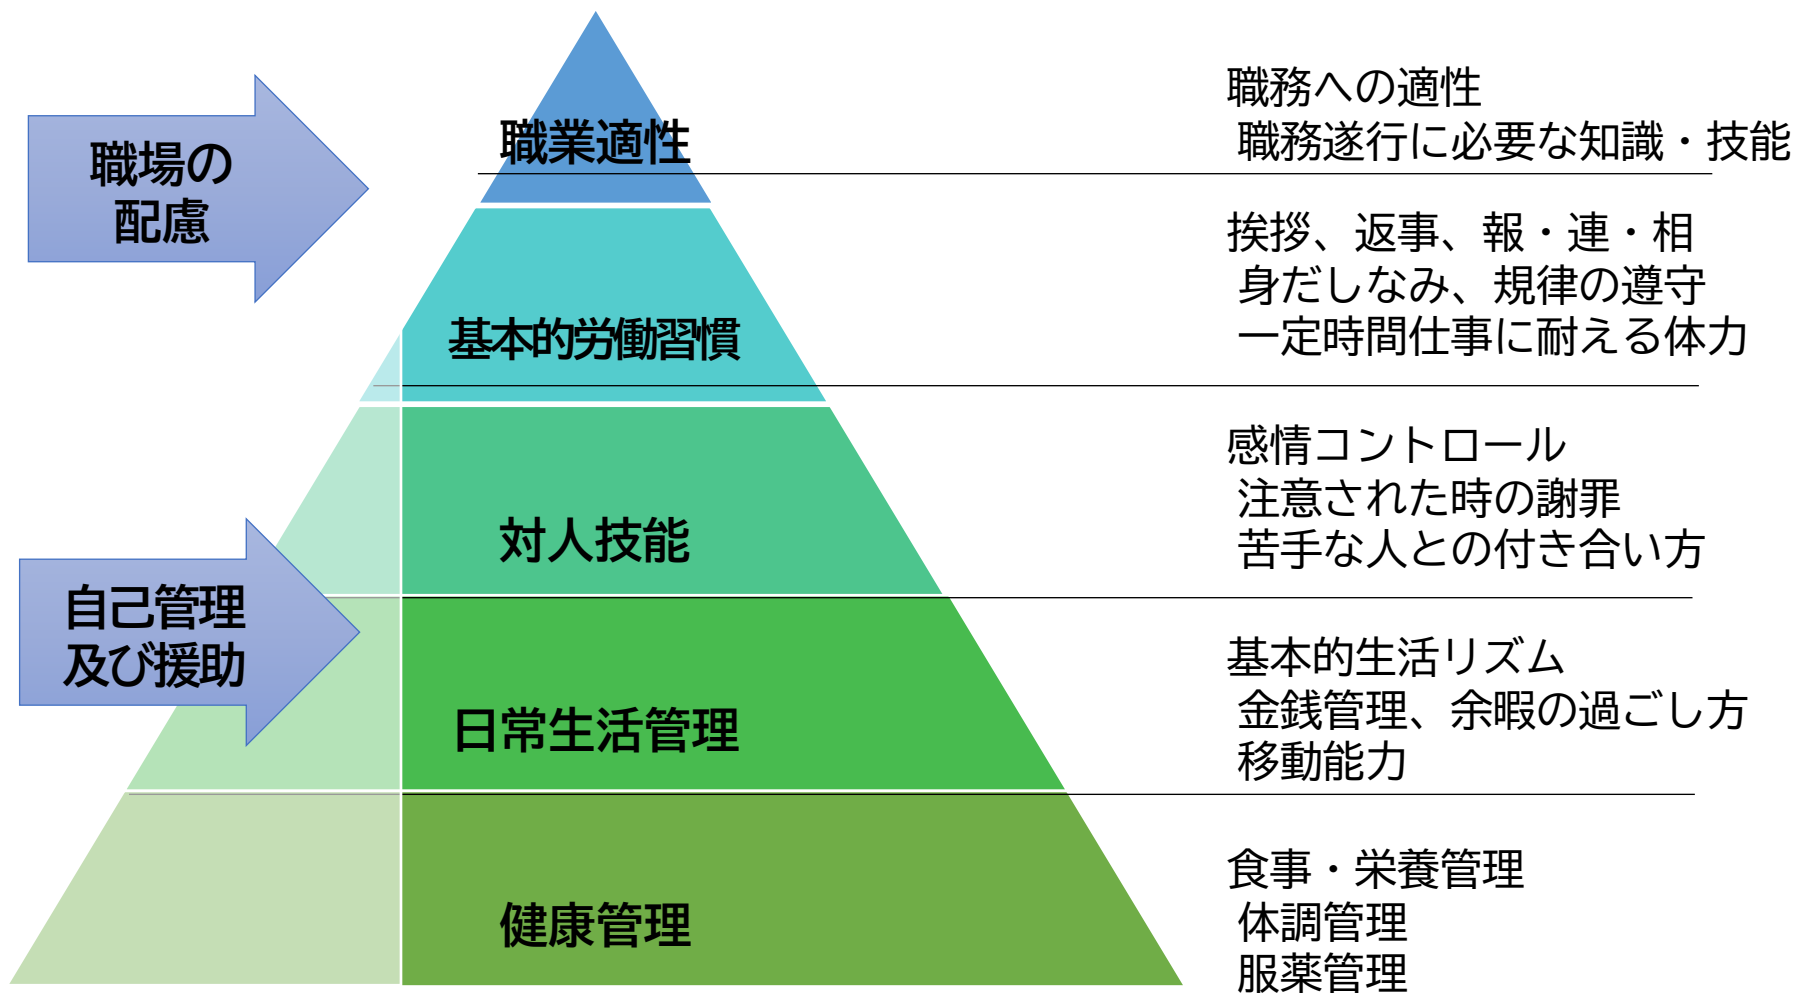 職場の
配慮
職業適性
職務への適性
職務遂行に必要な知識・技能
基本的労働習慣
挨拶、返事、報・連・相
身だしなみ、規律の遵守
一定時間仕事に耐える体力
対人技能
感情コントロール
注意された時の謝罪
苦手な人との付き合い方
自己管理
及び援助
日常生活管理
基本的生活リズム
金銭管理、余暇の過ごし方
移動能力
健康管理
食事・栄養管理
体調管理
服薬管理